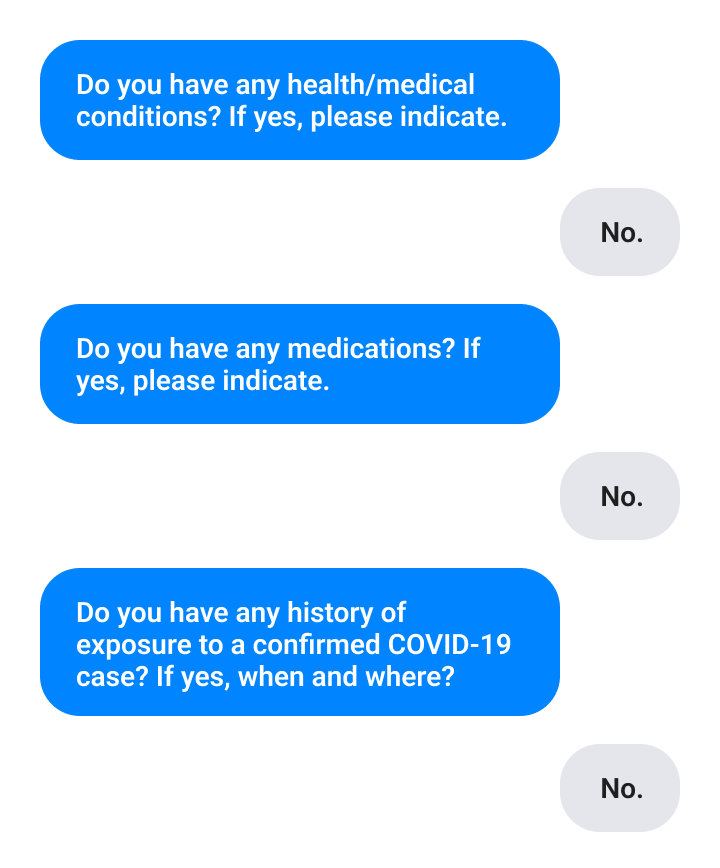 Do you have any health/medical
conditions? If yes, please indicate.
No.
Do you have any medications? If
yes, please indicate.
No.
Do you have any history of
exposure to a confirmed COVID-19
case? If yes, when and where?
No.